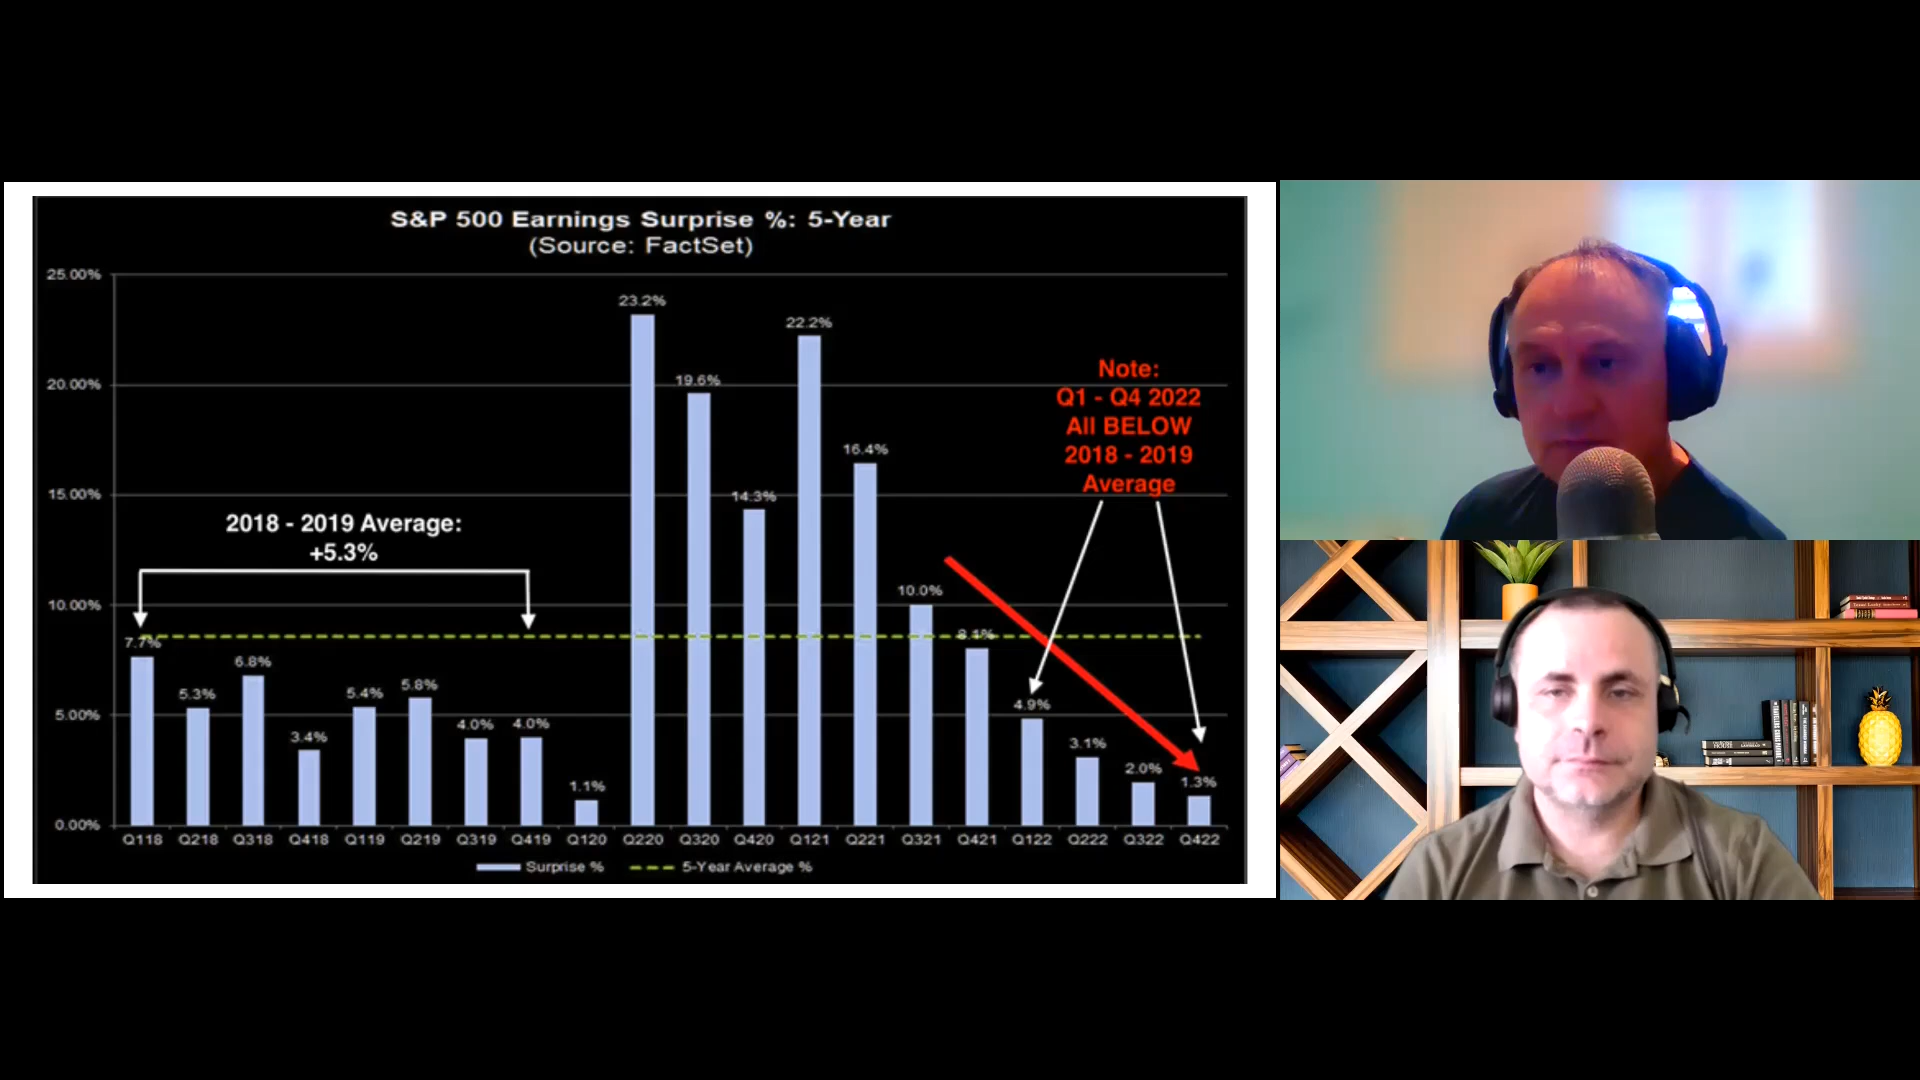 S&P 500 Earnings Surprise %: 5-Year
(Source: FactSet)
25.00%
20.00%
15.00%
10.00%
5.00%
0.00%
2018 - 2019 Average:
+5.3%
Note:
Q1 - Q4 2022
All BELOW
2018 - 2019
Average
7.7%
5.3%
6.8%
3.4%
5.4%
5.8%
4.0%
4.0%
1.1%
23.2%
19.6%
14.3%
22.2%
16.4%
10.0%
8.1%
4.9%
3.1%
2.0%
1.3%
Q118 Q218 Q318 Q418 Q119 Q219 Q319 Q419 Q120 Q220 Q320 Q420 Q121 Q221 Q321 Q421 Q122 Q222 Q322 Q422
Surprise % 5-Year Average %